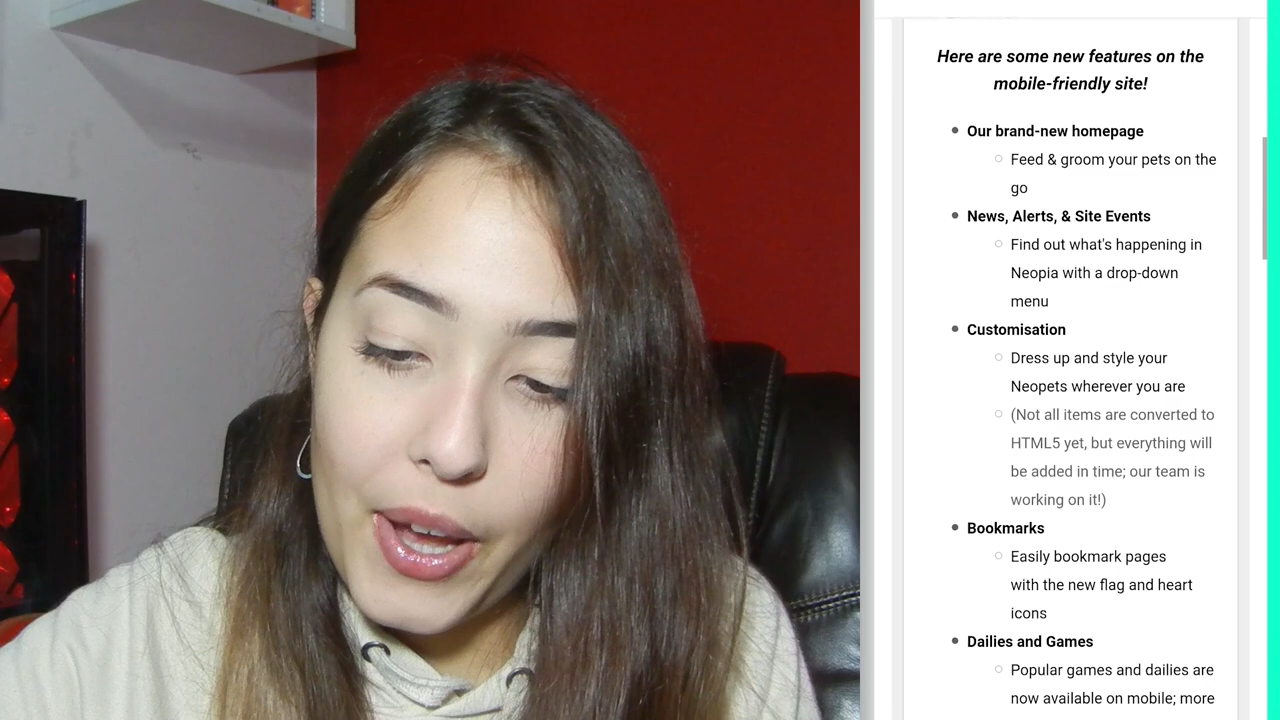 Here are some new features on the
mobile-friendly site!
Our brand-new homepage
Feed & groom your pets on the
go
News, Alerts, & Site Events
Find out what's happening in
Neopia with a drop-down
menu
Customisation
Dress up and style your
Neopets wherever you are
(Not all items are converted to
HTML5 yet, but everything will
be added in time; our team is
working on it!)
Bookmarks
Easily bookmark pages
with the new flag and heart
icons
Dailies and Games
Popular games and dailies are
now available on mobile; more